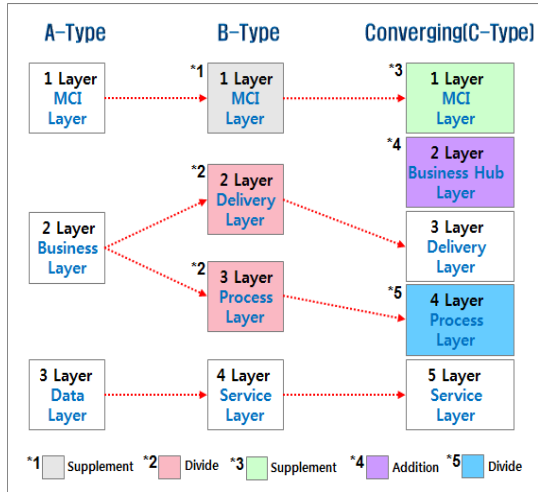 A-Type B-Type Converging(C-Type)
*1 *3
1 Layer 1 Layer 1 Layer
MCI MCI MCI
Layer Layer Layer
*4
2 Layer
Business Hub
Layer
*2
2 Layer
Delivery
Layer
2 Layer
Business
Layer
3 Layer
Delivery
Layer
*2
3 Layer
Process
Layer
*5
4 Layer
Process
Layer
3 Layer 4 Layer 5 Layer
Data Service Service
Layer Layer Layer
*1 Supplement *2 Divide *3 Supplement *4 Addition *5 Divide